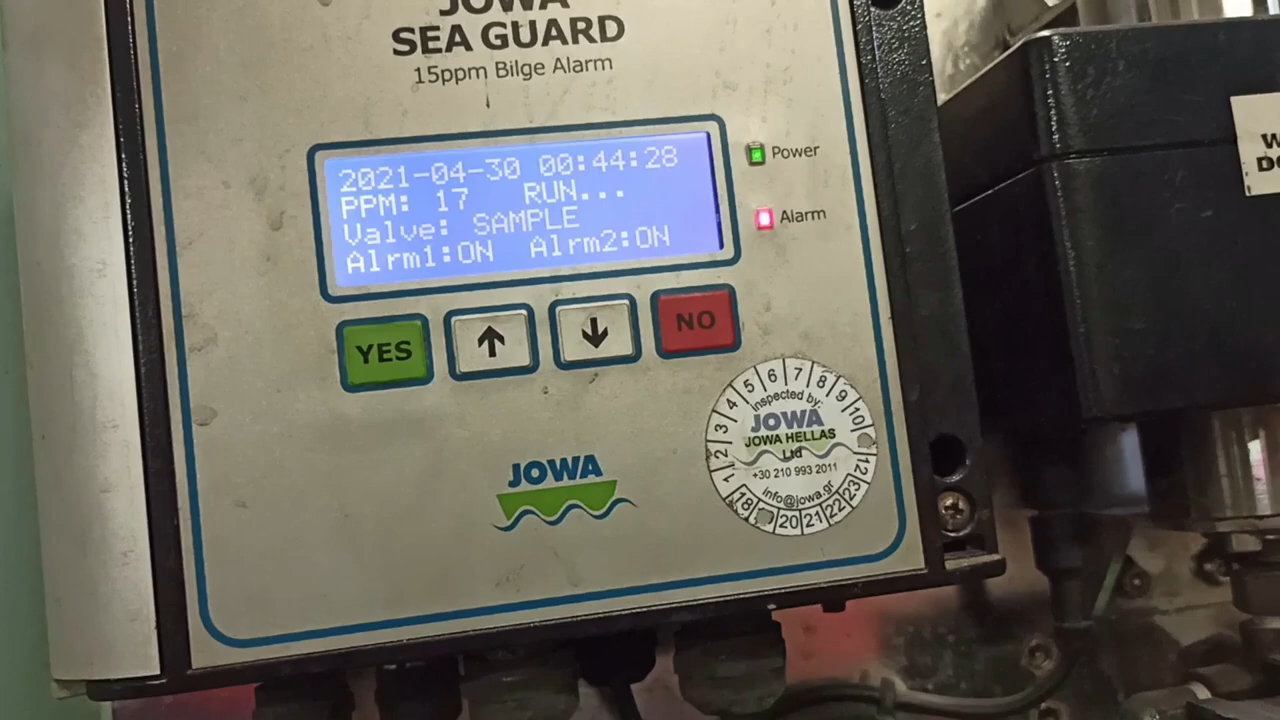 JOWA
SEA GUARD
15ppm Bilge Alarm
2021-04-30 00:44:28
PPM: 17 RUN...
Valve: SAMPLE
Alrm1:ON Alrm2:ON
Power
Alarm
YES
NO
JOWA
1 2 3 4 5 6 7 8 9 10 12
inspected by:
JOWA
JOWA HELLAS
Ltd
+30 210 993 2011
info@jowa.gr
18 20 21 22 23